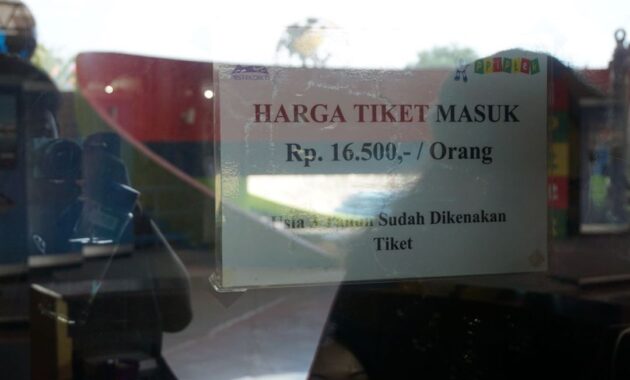 HARGA TIKET MASUK
Rp. 16.500,- / Orang
Usia 3 Tahun Sudah Dikenakan
Tiket